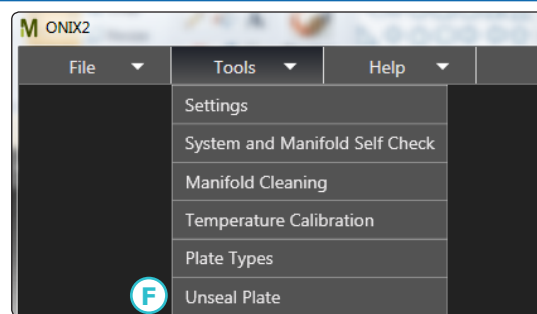 M ONIX2
File Tools Help
Settings
System and Manifold Self Check
Manifold Cleaning
Temperature Calibration
Plate Types
F Unseal Plate